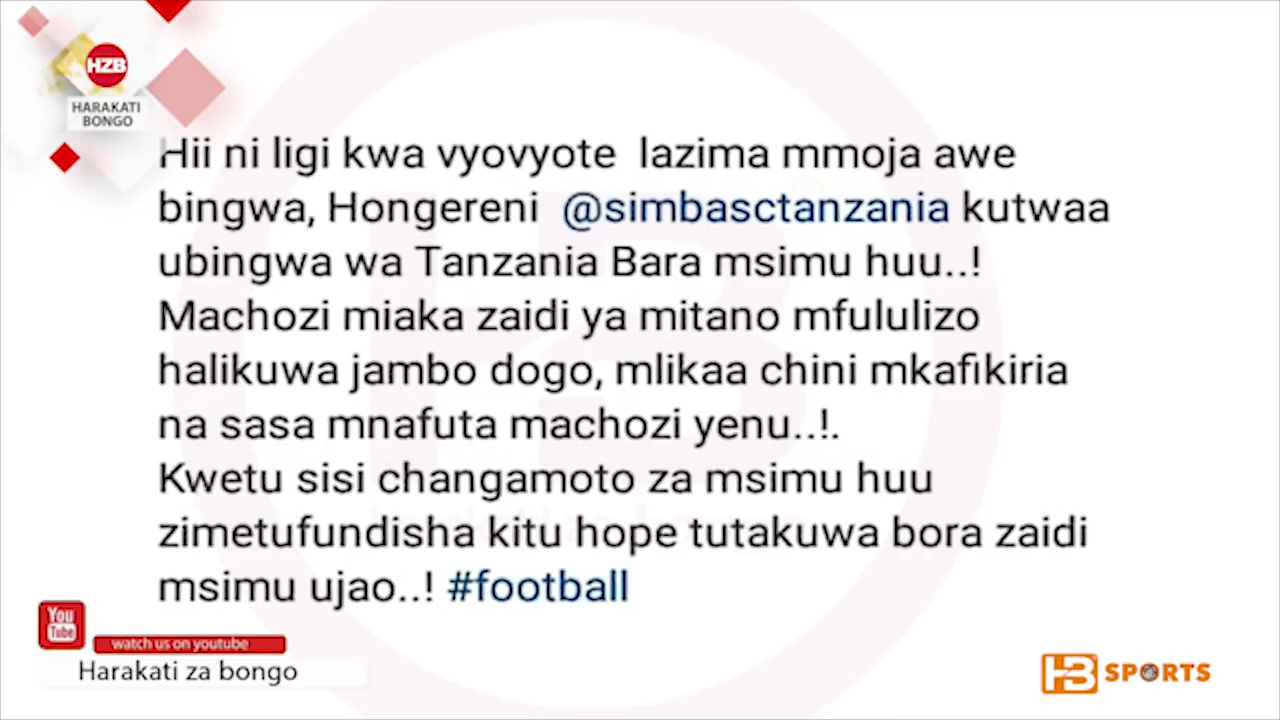 HZB
HARAKATI
BONGO
Hii ni ligi kwa vyovyote lazima mmoja awe
bingwa, Hongereni @simbasctanzania kutwaa
ubingwa wa Tanzania Bara msimu huu..!
Machozi miaka zaidi ya mitano mfululizo
halikuwa jambo dogo, mlikaa chini mkafikiria
na sasa mnafuta machozi yenu..!.
Kwetu sisi changamoto za msimu huu
zimetufundisha kitu hope tutakuwa bora zaidi
msimu ujao..! #football
You
Tube
watch us on youtube
Harakati za bongo
HB SPORTS